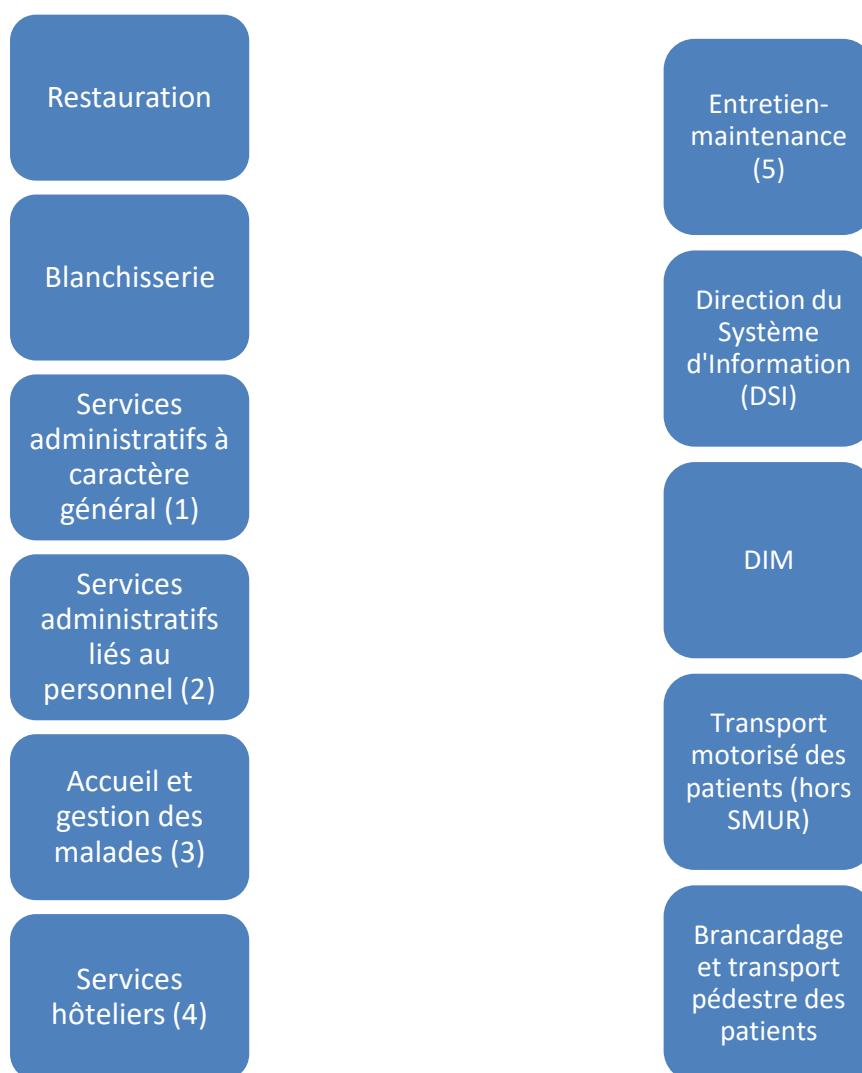 Restauration
Blanchisserie
Services
administratifs à
caractère
général (1)
Services
administratifs
liés au
personnel (2)
Accueil et
gestion des
malades (3)
Services
hôteliers (4)
Entretien-
maintenance
(5)
Direction du
Système
d'Information
(DSI)
DIM
Transport
motorisé des
patients (hors
SMUR)
Brancardage
et transport
pédestre des
patients